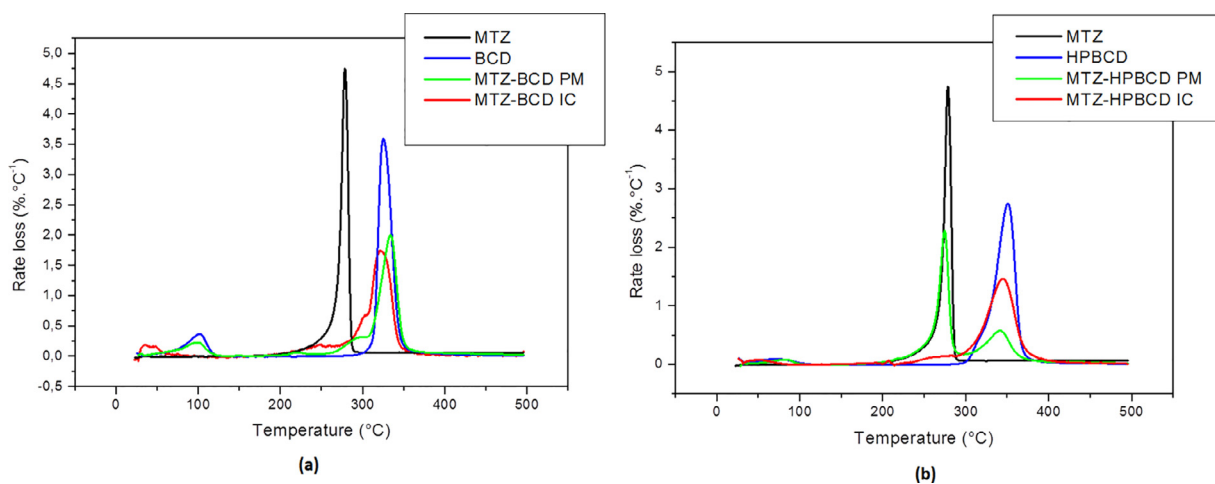 (a)
MTZ
BCD
MTZ-BCD PM
MTZ-BCD IC
5,0
4,5
4,0
3,5
3,0
2,5
2,0
1,5
1,0
0,5
0,0
-0,5
Rate loss (%.°C⁻¹)
0 100 200 300 400 500
Temperature (°C)
(a)
(b)
MTZ
HPBCD
MTZ-HPBCD PM
MTZ-HPBCD IC
5
4
3
2
1
0
Rate loss (%.°C⁻¹)
0 100 200 300 400 500
Temperature (°C)
(b)